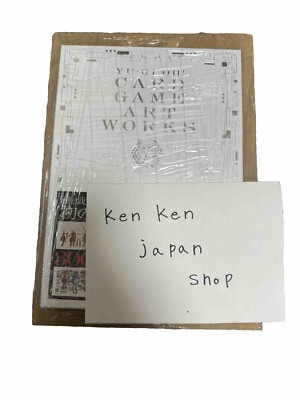 YU-GI-OH!
CARD
GAME
ART
WORKS
Ken Ken
japan
shop